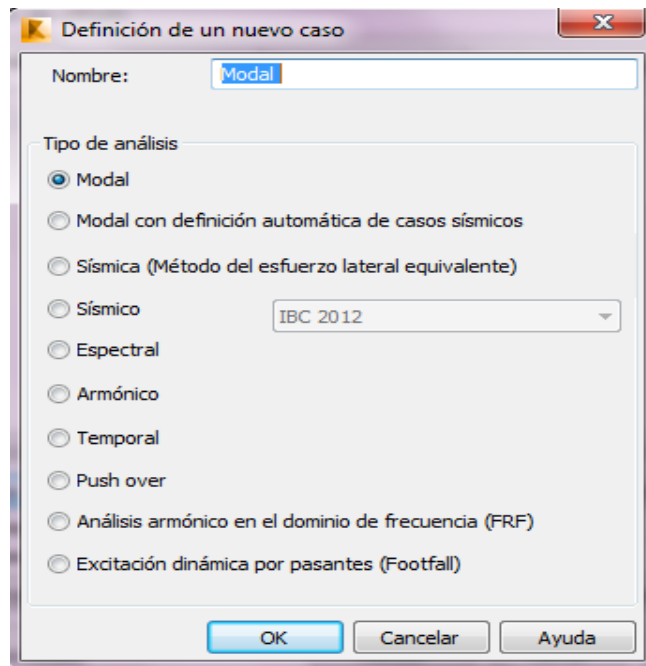 Definición de un nuevo caso
Nombre: Modal
Tipo de análisis
Modal
Modal con definición automática de casos sísmicos
Sísmica (Método del esfuerzo lateral equivalente)
Sísmico IBC 2012
Espectral
Armónico
Temporal
Push over
Análisis armónico en el dominio de frecuencia (FRF)
Excitación dinámica por pasantes (Footfall)
OK Cancelar Ayuda